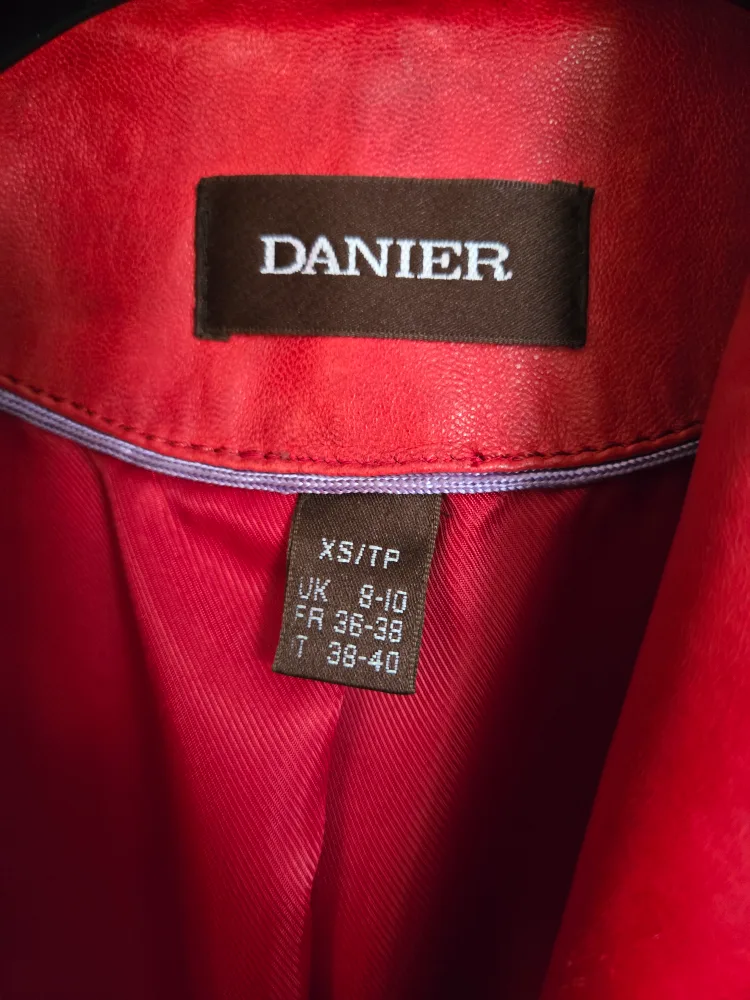 DANIER
XS/TP
UK 8-10
FR 36-38
T 38-40